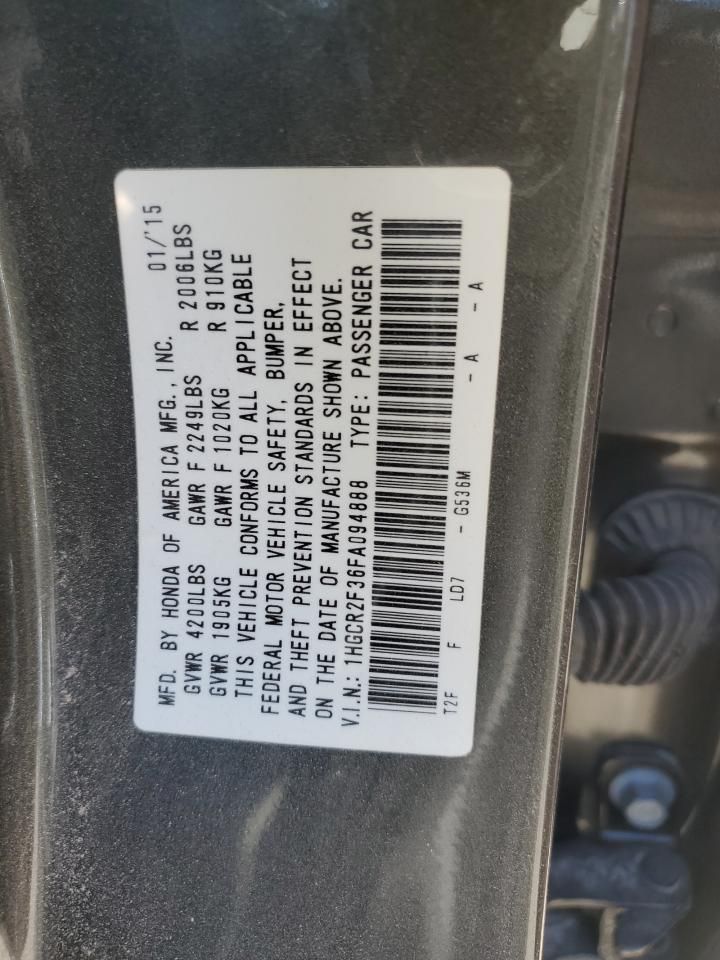 MFD. BY HONDA OF AMERICA MFG., INC. 01/'15
GVWR 4200LBS GAWR F 2249LBS R 2006LBS
GVWR 1905KG GAWR F 1020KG R 910KG
THIS VEHICLE CONFORMS TO ALL APPLICABLE
FEDERAL MOTOR VEHICLE SAFETY, BUMPER,
AND THEFT PREVENTION STANDARDS IN EFFECT
ON THE DATE OF MANUFACTURE SHOWN ABOVE.
V.I.N.: 1HGCR2F36FA094888 TYPE: PASSENGER CAR
T2F F LD7 - G536M - A - A